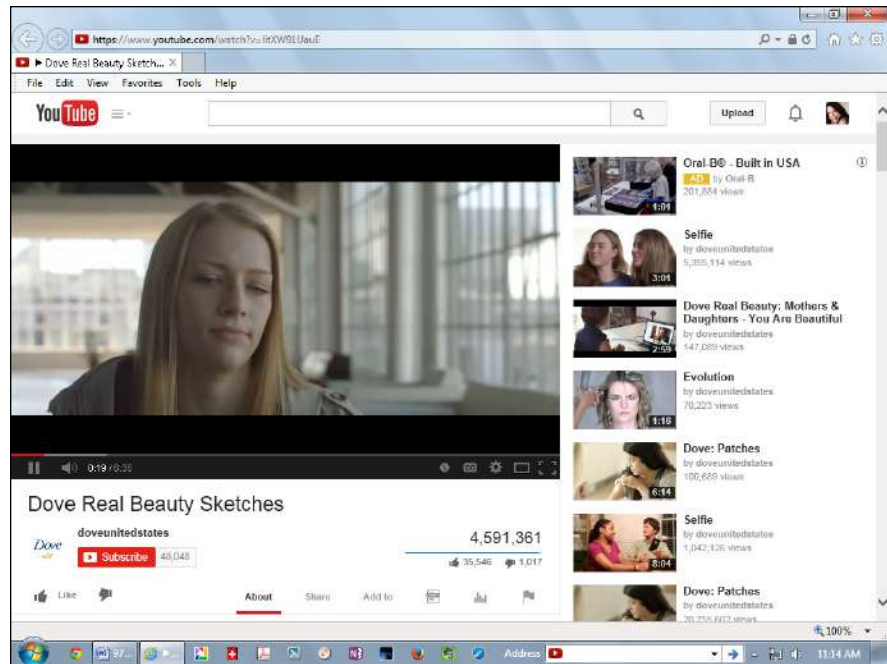 https://www.youtube.com/watch?v=litXW91UauE
Dove Real Beauty Sketch...
File Edit View Favorites Tools Help
YouTube
Upload
Oral-B® - Built in USA
AD by Oral-B
201,884 views
1:01
Selfie
by doveunitedstates
5,355,114 views
3:01
Dove Real Beauty: Mothers &
Daughters - You Are Beautiful
by doveunitedstates
147,089 views
2:59
Evolution
by doveunitedstates
70,225 views
1:16
Dove: Patches
by doveunitedstates
100,689 views
6:14
Selfie
by doveunitedstates
1,042,126 views
8:04
Dove: Patches
by doveunitedstates
views
0:19 / 6:36
Dove Real Beauty Sketches
Dove
doveunitedstates
Subscribe 48,048
4,591,361
35,546 1,017
Like
About Share Add to
100%
97...
Address
11:14 AM